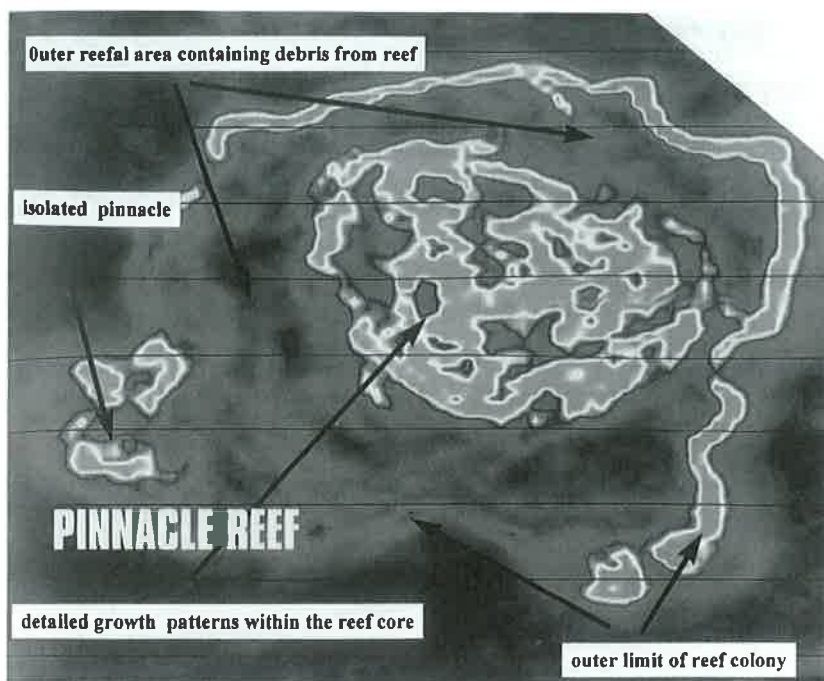 Outer reefal area containing debris from reef
isolated pinnacle
PINNACLE REEF
detailed growth patterns within the reef core
outer limit of reef colony